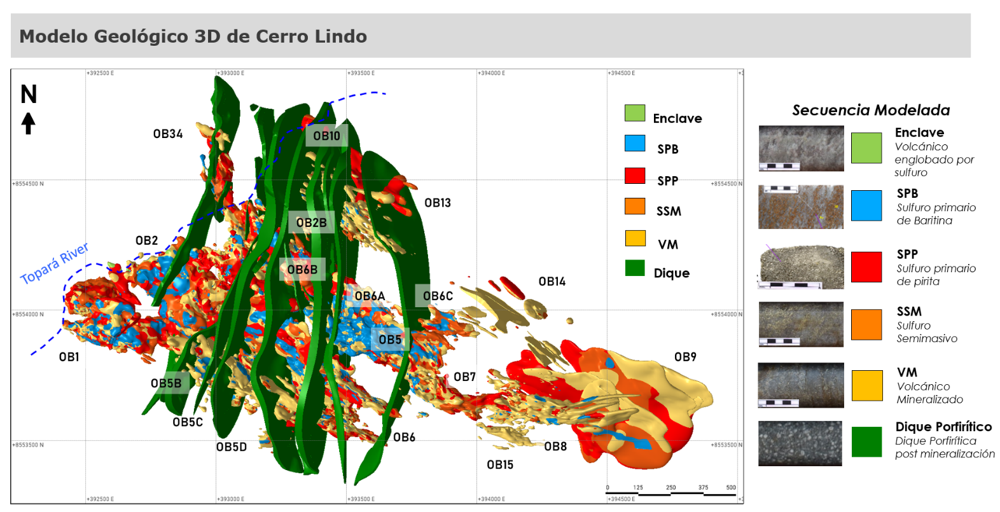 Modelo Geológico 3D de Cerro Lindo
+392500 E
+393000 E
+393500 E
+394000 E
+394500 E
N
OB34
OB10
Enclave
SPB
SPP
SSM
VM
Dique
+8554500 N
+8554500 N
OB13
OB2B
OB2
Topará River
OB6B
OB14
OB6A
OB6C
+8554000 N
+8554000 N
OB5
OB1
OB9
OB7
OB5B
OB5C
OB6
OB5D
OB8
+8553500 N
+8553500 N
OB15
0
125
250
375
500
+392500 E
+393000 E
+393500 E
+394000 E
+394500 E
Secuencia Modelada
Enclave
Volcánico
englobado por
sulfuro
SPB
Sulfuro primario
de Baritina
SPP
Sulfuro primario
de pirita
SSM
Sulfuro
Semimasivo
VM
Volcánico
Mineralizado
Dique Porfirítico
Dique Porfirítica
post mineralización